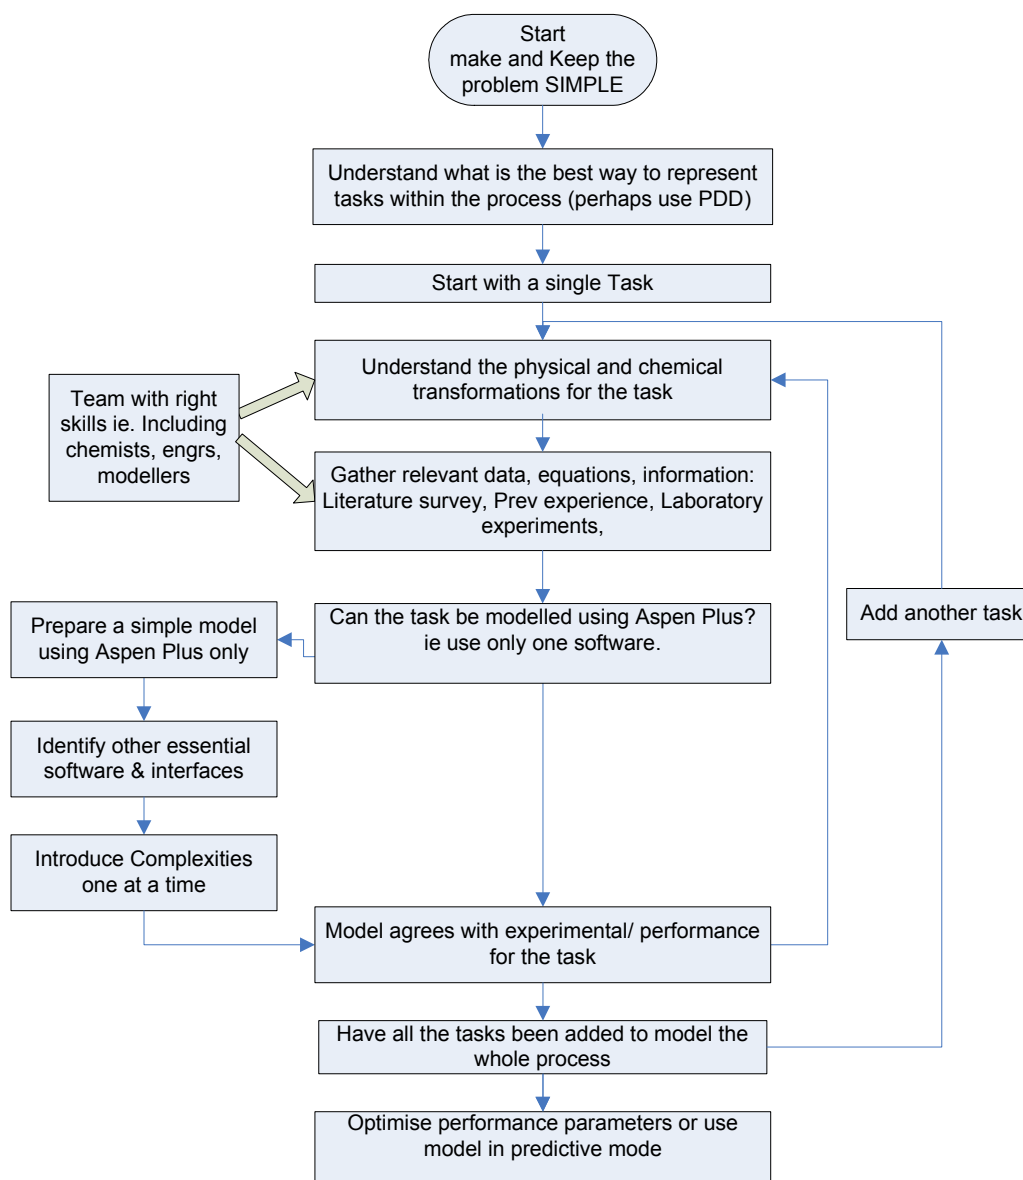 Start
make and Keep the
problem SIMPLE
Understand what is the best way to represent
tasks within the process (perhaps use PDD)
Start with a single Task
Understand the physical and chemical
transformations for the task
Team with right
skills ie. Including
chemists, engrs,
modellers
Gather relevant data, equations, information:
Literature survey, Prev experience, Laboratory
experiments,
Can the task be modelled using Aspen Plus?
ie use only one software.
Add another task
Prepare a simple model
using Aspen Plus only
Identify other essential
software & interfaces
Introduce Complexities
one at a time
Model agrees with experimental/ performance
for the task
Have all the tasks been added to model the
whole process
Optimise performance parameters or use
model in predictive mode